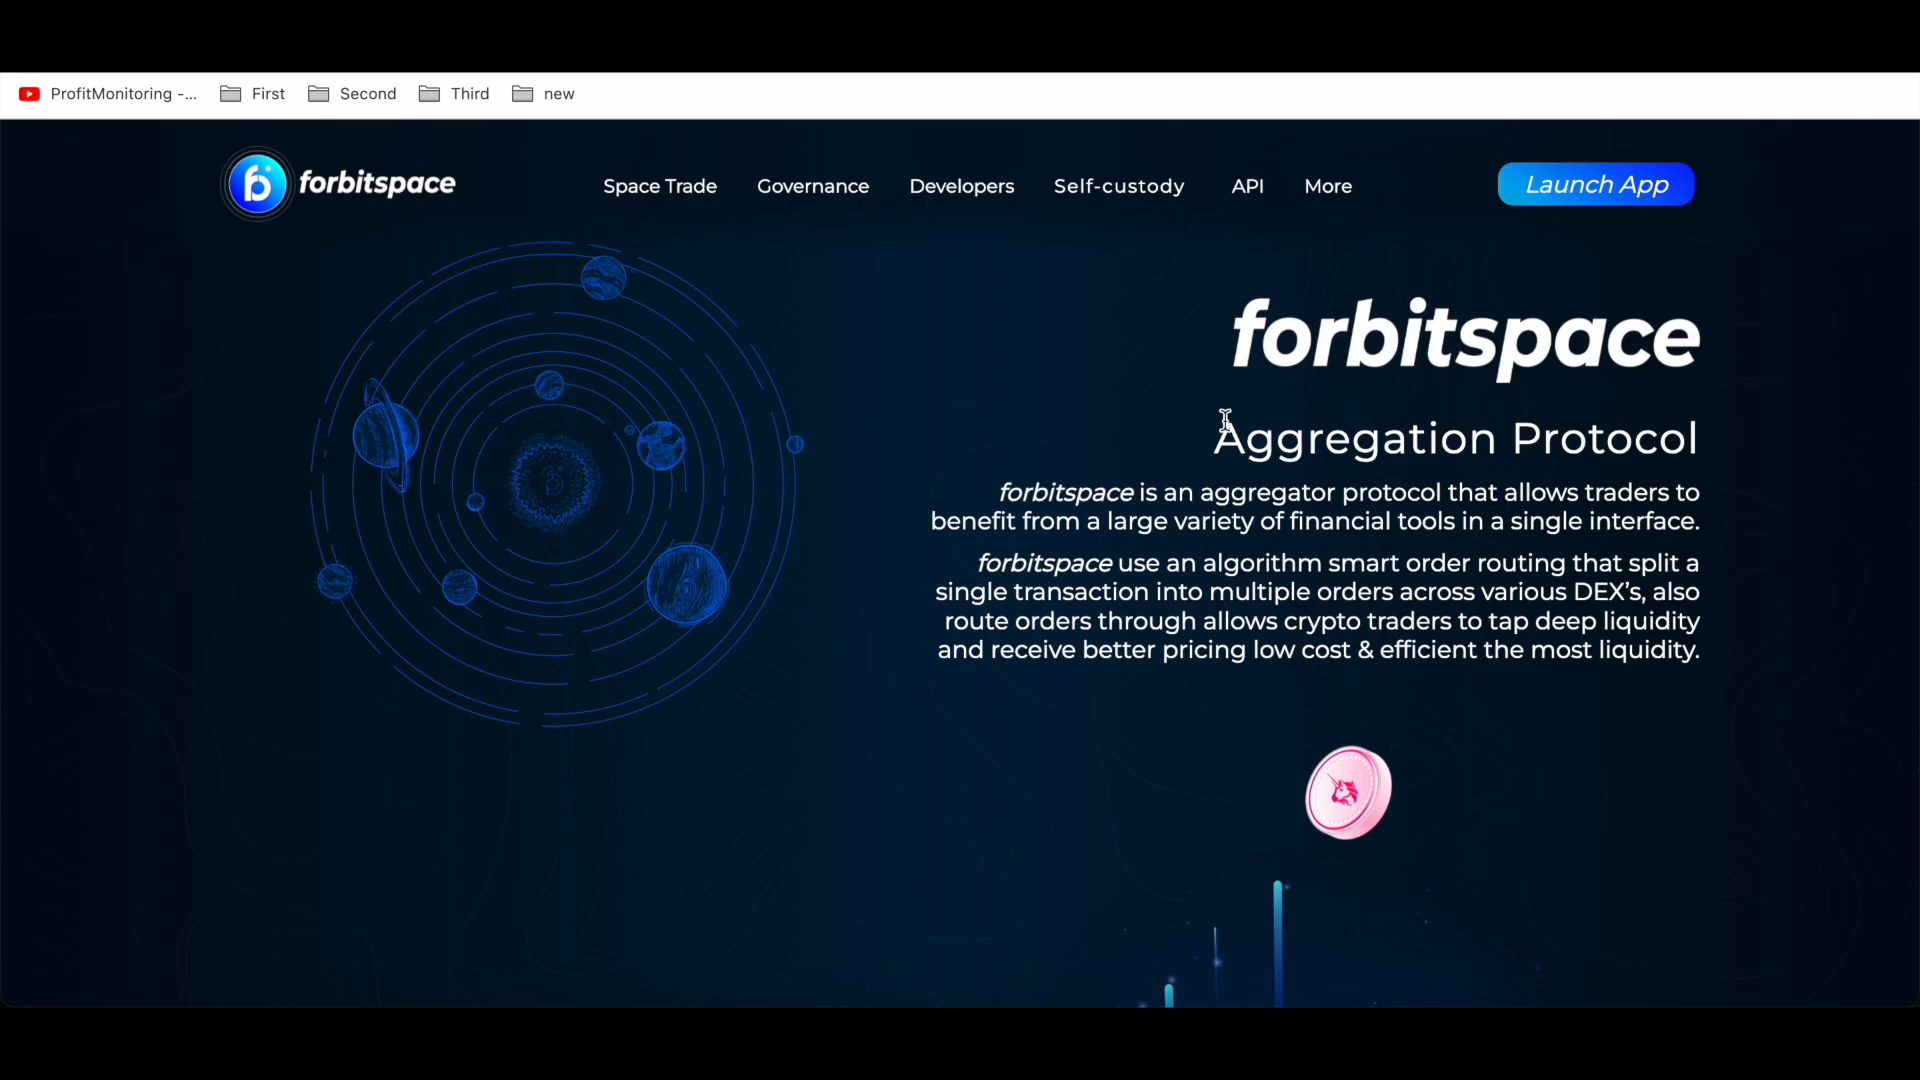 ProfitMonitoring -... First Second Third new
forbitspace Space Trade Governance Developers Self-custody API More Launch App
forbitspace
Aggregation Protocol
forbitspace is an aggregator protocol that allows traders to
benefit from a large variety of financial tools in a single interface.
forbitspace use an algorithm smart order routing that split a
single transaction into multiple orders across various DEX’s, also
route orders through allows crypto traders to tap deep liquidity
and receive better pricing low cost & efficient the most liquidity.